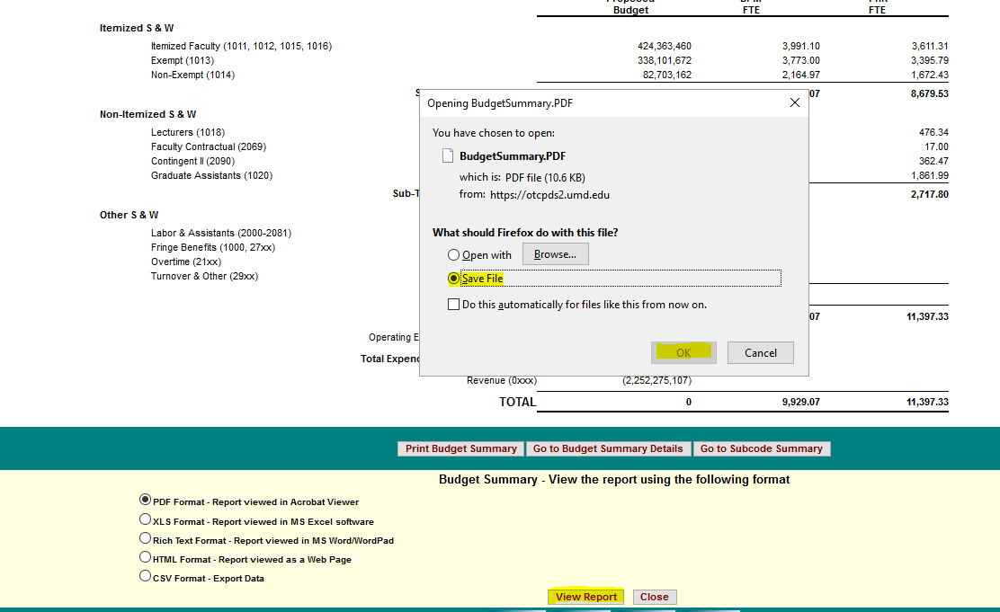 Budget FTE FTE
Itemized S & W
Itemized Faculty (1011, 1012, 1015, 1016) 424,363,460 3,991.10 3,611.31
Exempt (1013) 338,101,672 3,773.00 3,395.79
Non-Exempt (1014) 82,703,162 2,164.97 1,672.43
S 07 8,679.53
Opening BudgetSummary.PDF
Non-Itemized S & W
You have chosen to open:
Lecturers (1018) 476.34
Faculty Contractual (2069) 17.00
BudgetSummary.PDF
Contingent II (2090) 362.47
Graduate Assistants (1020) 1,861.99
which is: PDF file (10.6 KB)
Sub-T 2,717.80
from: https://otcpds2.umd.edu
Other S & W
Labor & Assistants (2000-2081)
What should Firefox do with this file?
Fringe Benefits (1000, 27xx)
Open with Browse...
Overtime (21xx)
Turnover & Other (29xx)
Save File
Do this automatically for files like this from now on.
07 11,397.33
Operating E
OK Cancel
Total Expend
Revenue (0xxx) (2,252,275,107)
TOTAL 0 9,929.07 11,397.33
Print Budget Summary Go to Budget Summary Details Go to Subcode Summary
Budget Summary - View the report using the following format
PDF Format - Report viewed in Acrobat Viewer
XLS Format - Report viewed in MS Excel software
Rich Text Format - Report viewed in MS Word/WordPad
HTML Format - Report viewed as a Web Page
CSV Format - Export Data
View Report Close